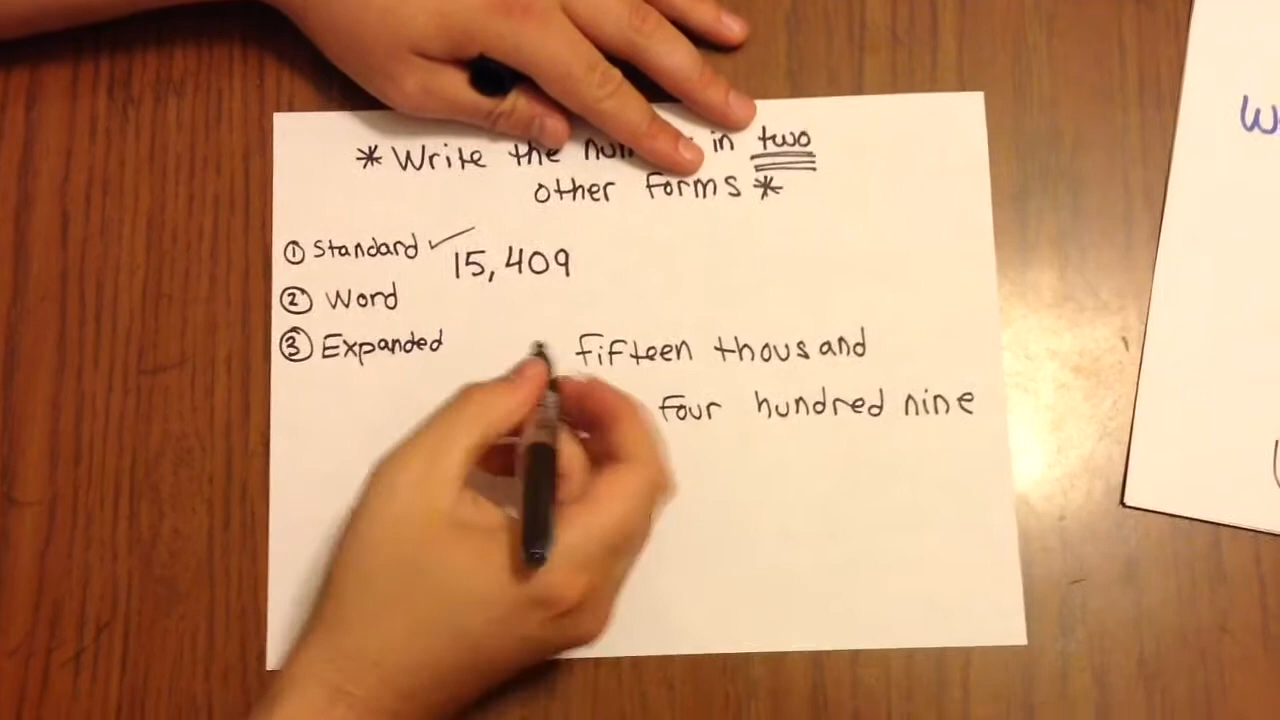 *Write the in two
other forms*
① Standard ✓ 15,409
② Word
③ Expanded
fifteen thousand
four hundred nine